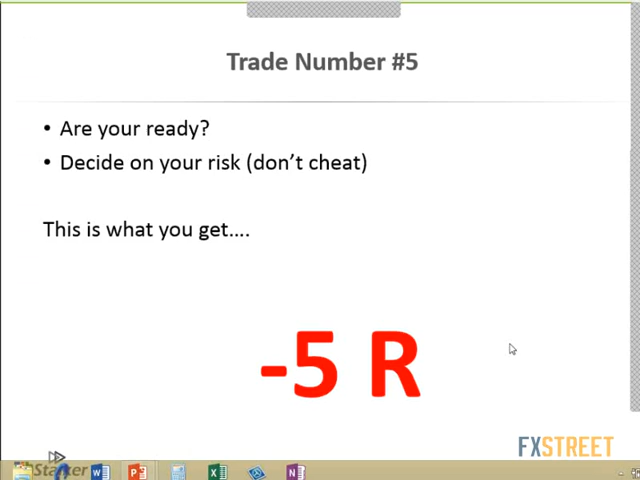 Trade Number #5
• Are your ready?
• Decide on your risk (don't cheat)
This is what you get....
-5 R
FXSTREET